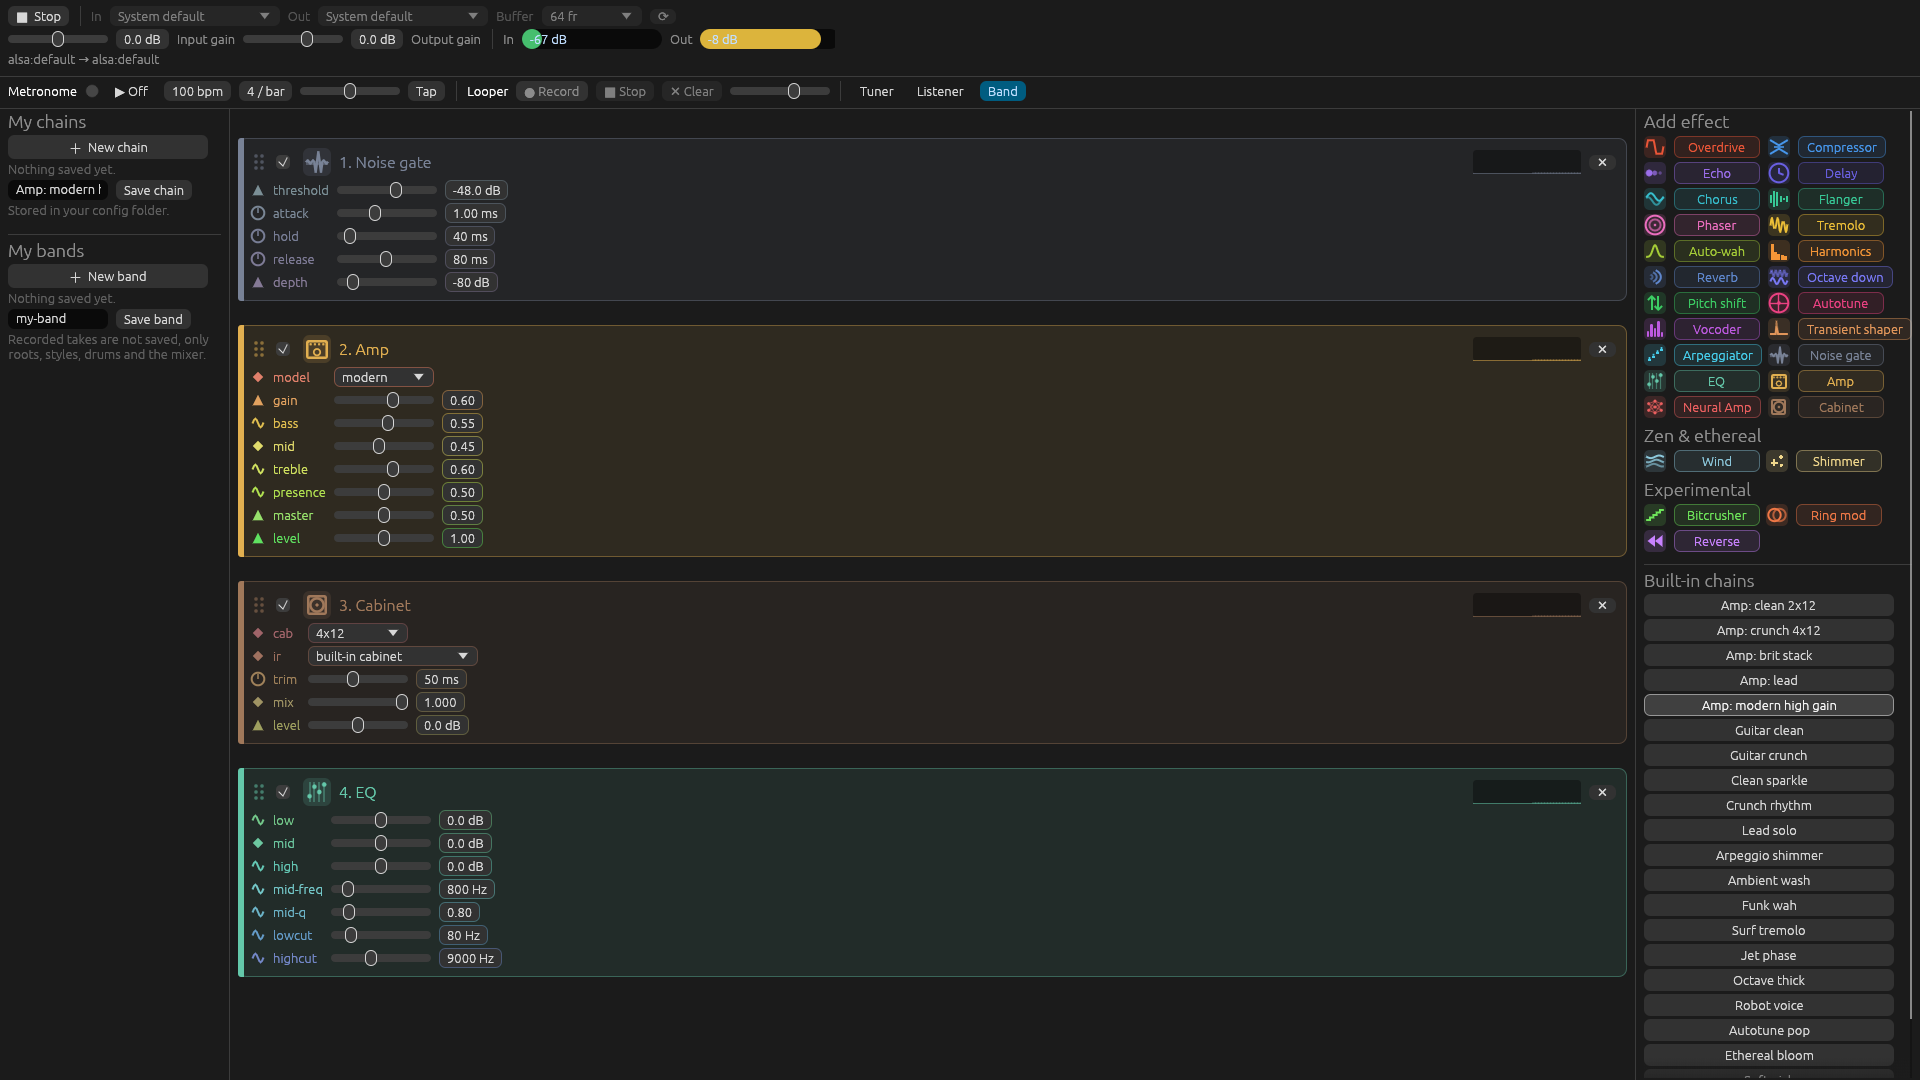 Stop In System default Out System default Buffer 64 fr
0.0 dB Input gain 0.0 dB Output gain In -67 dB Out -8 dB
alsa:default → alsa:default
Metronome Off 100 bpm 4 / bar Tap Looper Record Stop Clear Tuner Listener Band
My chains
+ New chain
Nothing saved yet.
Amp: modern h Save chain
Stored in your config folder.
My bands
+ New band
Nothing saved yet.
my-band Save band
Recorded takes are not saved, only
roots, styles, drums and the mixer.
1. Noise gate
threshold -48.0 dB
attack 1.00 ms
hold 40 ms
release 80 ms
depth -80 dB
2. Amp
model modern
gain 0.60
bass 0.55
mid 0.45
treble 0.60
presence 0.50
master 0.50
level 1.00
3. Cabinet
cab 4x12
ir built-in cabinet
trim 50 ms
mix 1.000
level 0.0 dB
4. EQ
low 0.0 dB
mid 0.0 dB
high 0.0 dB
mid-freq 800 Hz
mid-q 0.80
lowcut 80 Hz
highcut 9000 Hz
Add effect
Overdrive Compressor
Echo Delay
Chorus Flanger
Phaser Tremolo
Auto-wah Harmonics
Reverb Octave down
Pitch shift Autotune
Vocoder Transient shaper
Arpeggiator Noise gate
EQ Amp
Neural Amp Cabinet
Zen & ethereal
Wind Shimmer
Experimental
Bitcrusher Ring mod
Reverse
Built-in chains
Amp: clean 2x12
Amp: crunch 4x12
Amp: brit stack
Amp: lead
Amp: modern high gain
Guitar clean
Guitar crunch
Clean sparkle
Crunch rhythm
Lead solo
Arpeggio shimmer
Ambient wash
Funk wah
Surf tremolo
Jet phase
Octave thick
Robot voice
Autotune pop
Ethereal bloom